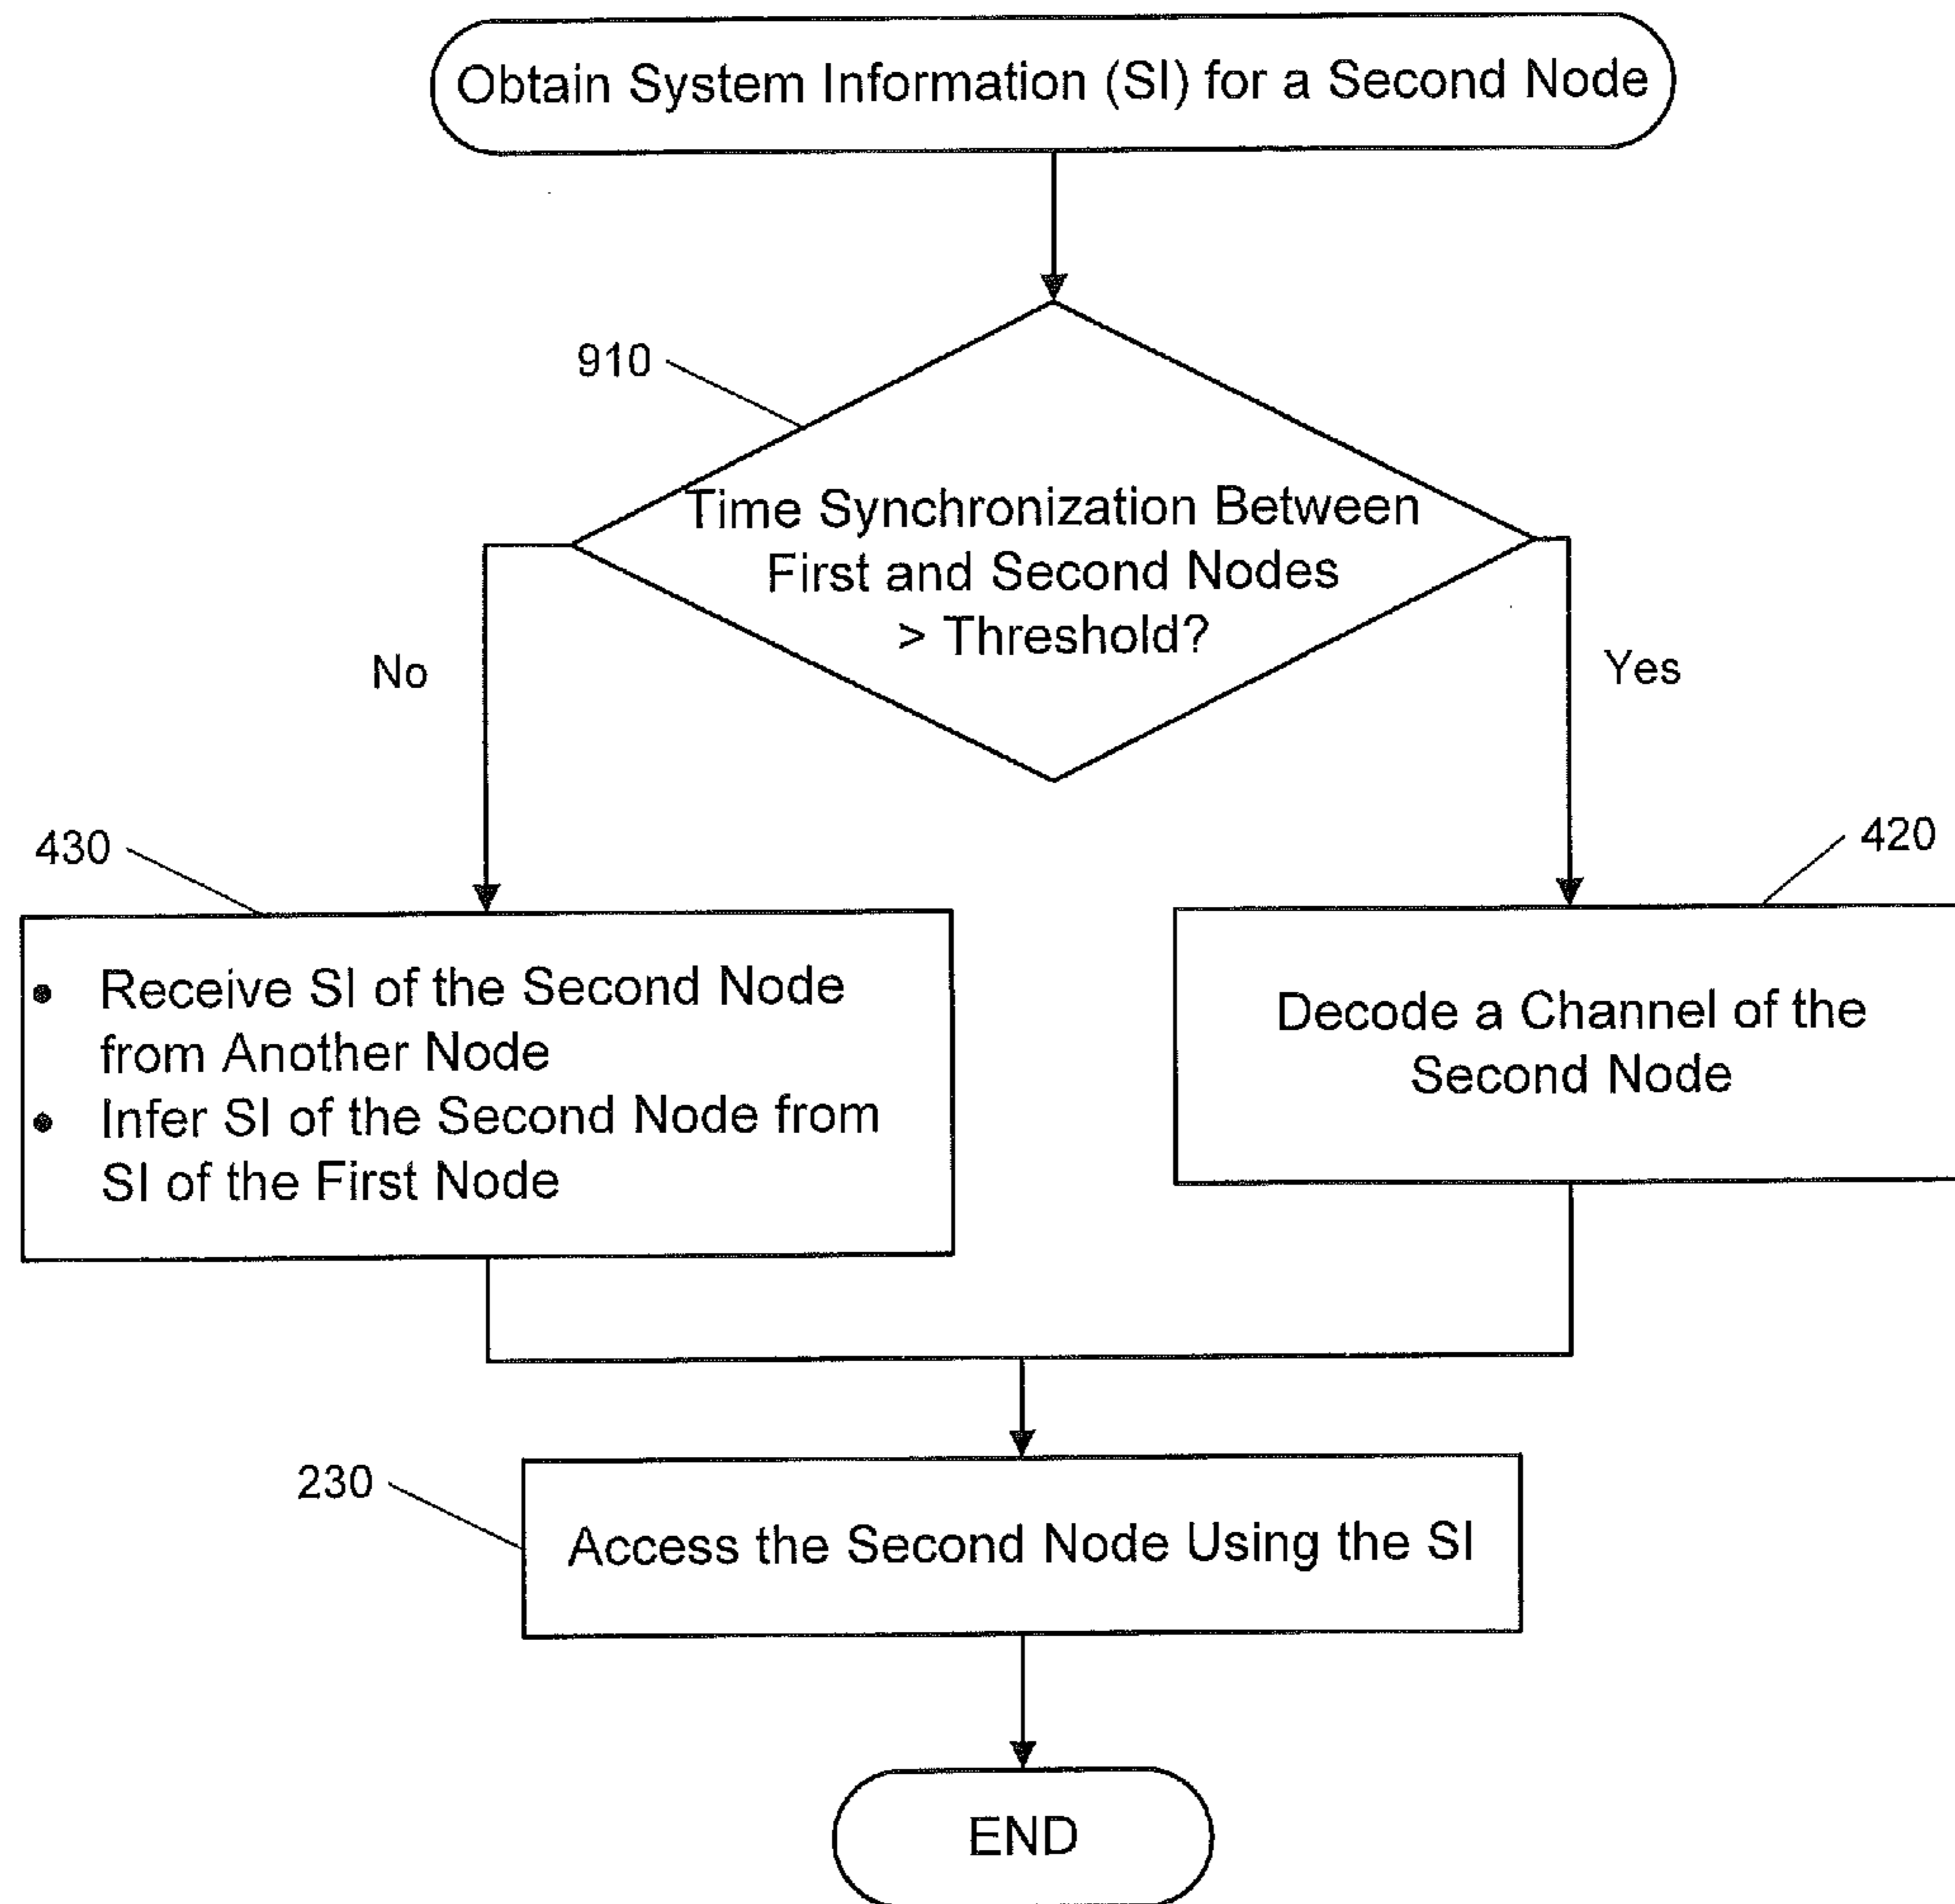 Obtain System Information (SI) for a Second Node
910
Time Synchronization Between
First and Second Nodes
> Threshold?
No
Yes
430
420
• Receive SI of the Second Node
from Another Node
• Infer SI of the Second Node from
SI of the First Node
Decode a Channel of the
Second Node
230
Access the Second Node Using the SI
END